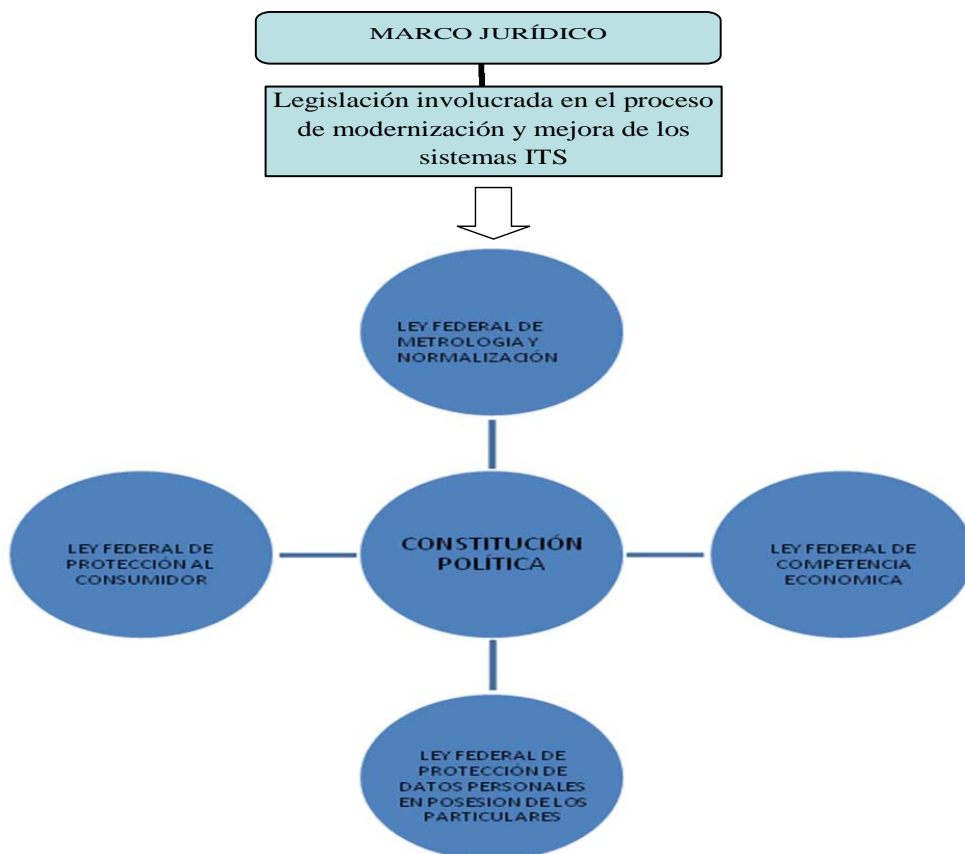 MARCO JURÍDICO
Legislación involucrada en el proceso
de modernización y mejora de los
sistemas ITS
LEY FEDERAL DE
METROLOGIA Y
NORMALIZACIÓN
LEY FEDERAL DE
PROTECCIÓN AL
CONSUMIDOR
CONSTITUCIÓN
POLÍTICA
LEY FEDERAL DE
COMPETENCIA
ECONOMICA
LEY FEDERAL DE
PROTECCIÓN DE
DATOS PERSONALES
EN POSESION DE LOS
PARTICULARES